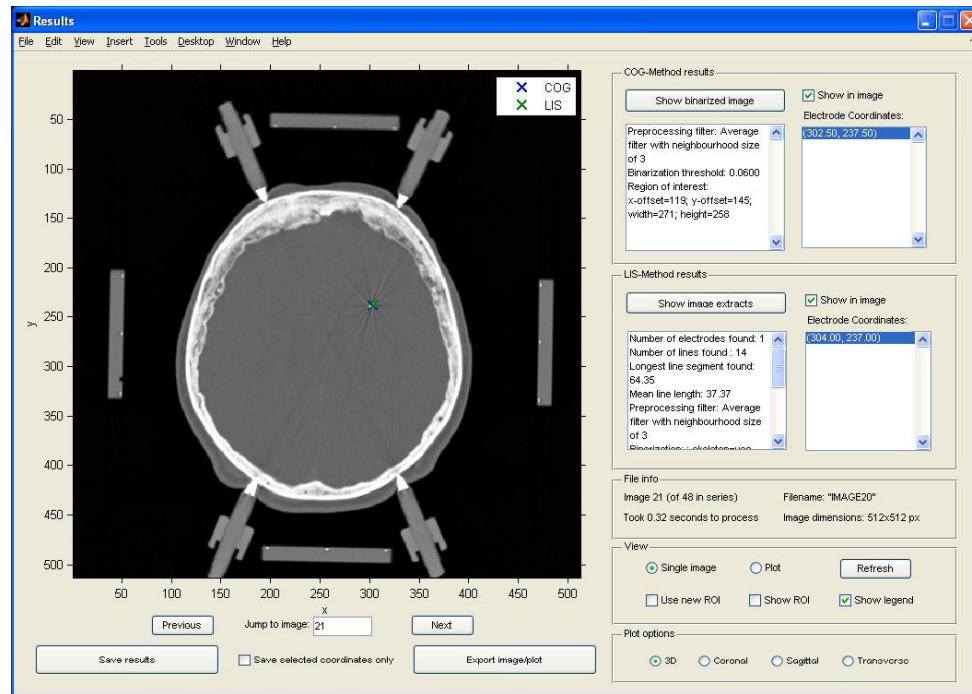 Results
File Edit View Insert Tools Desktop Window Help
COG
LIS
50
100
150
200
250
300
350
400
450
500
y
50 100 150 200 250 300 350 400 450 500
x
Previous
Jump to image: 21
Next
Save results
Save selected coordinates only
Export image/plot
COG-Method results
Show binarized image
Show in image
Electrode Coordinates:
Preprocessing filter: Average
filter with neighbourhood size
of 3
Binarization threshold: 0.0600
Region of interest:
x-offset=119; y-offset=145;
width=271; height=258
(302.50, 237.50)
LIS-Method results
Show image extracts
Show in image
Electrode Coordinates:
Number of electrodes found: 1
Number of lines found : 14
Longest line segment found:
64.35
Mean line length: 37.37
Preprocessing filter: Average
filter with neighbourhood size
of 3
Binarization: : skeleton=yes
(304.00, 237.00)
File info
Image 21 (of 48 in series)
Filename: "IMAGE20"
Took 0.32 seconds to process
Image dimensions: 512x512 px
View
Single image
Plot
Refresh
Use new ROI
Show ROI
Show legend
Plot options
3D
Coronal
Sagittal
Transverse